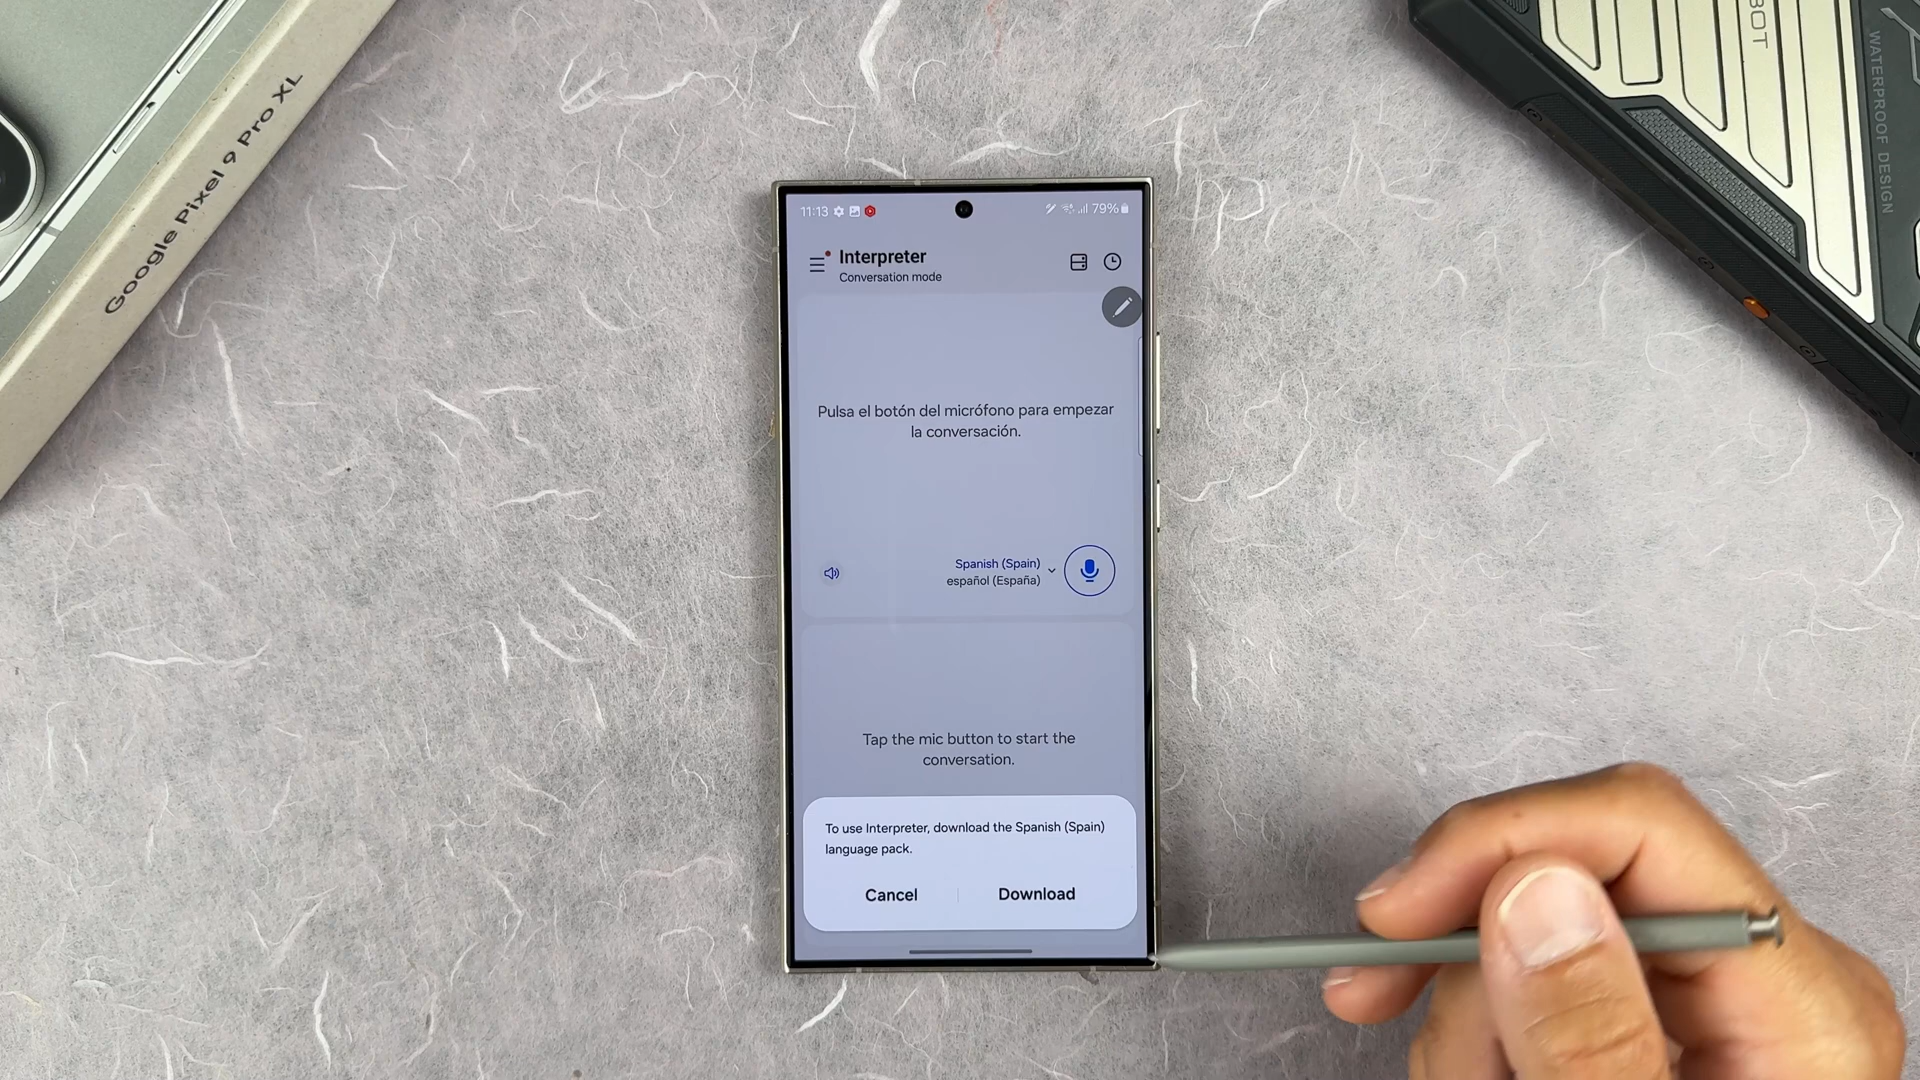 Google Pixel 9 Pro XL
BOT
WATERPROOF DESIGN
11:13
79%
Interpreter
Conversation mode
Pulsa el botón del micrófono para empezar
la conversación.
Spanish (Spain)
español (España)
Tap the mic button to start the
conversation.
To use Interpreter, download the Spanish (Spain)
language pack.
Cancel
Download